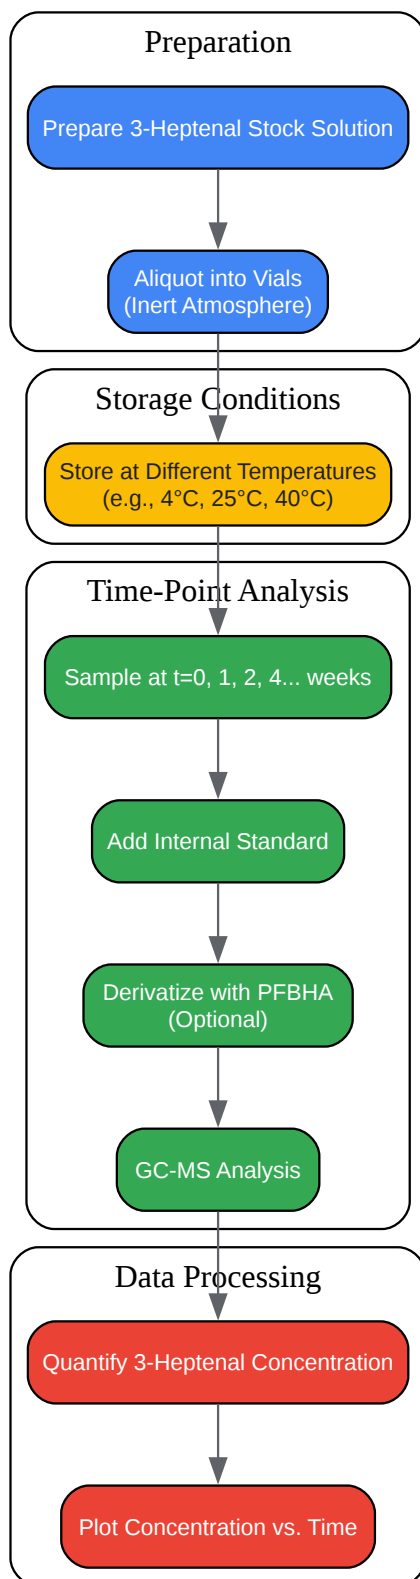 Preparation
Prepare 3-Heptenal Stock Solution
Aliquot into Vials
(Inert Atmosphere)
Storage Conditions
Store at Different Temperatures
(e.g., 4°C, 25°C, 40°C)
Time-Point Analysis
Sample at t=0, 1, 2, 4... weeks
Add Internal Standard
Derivatize with PFBHA
(Optional)
GC-MS Analysis
Data Processing
Quantify 3-Heptenal Concentration
Plot Concentration vs. Time